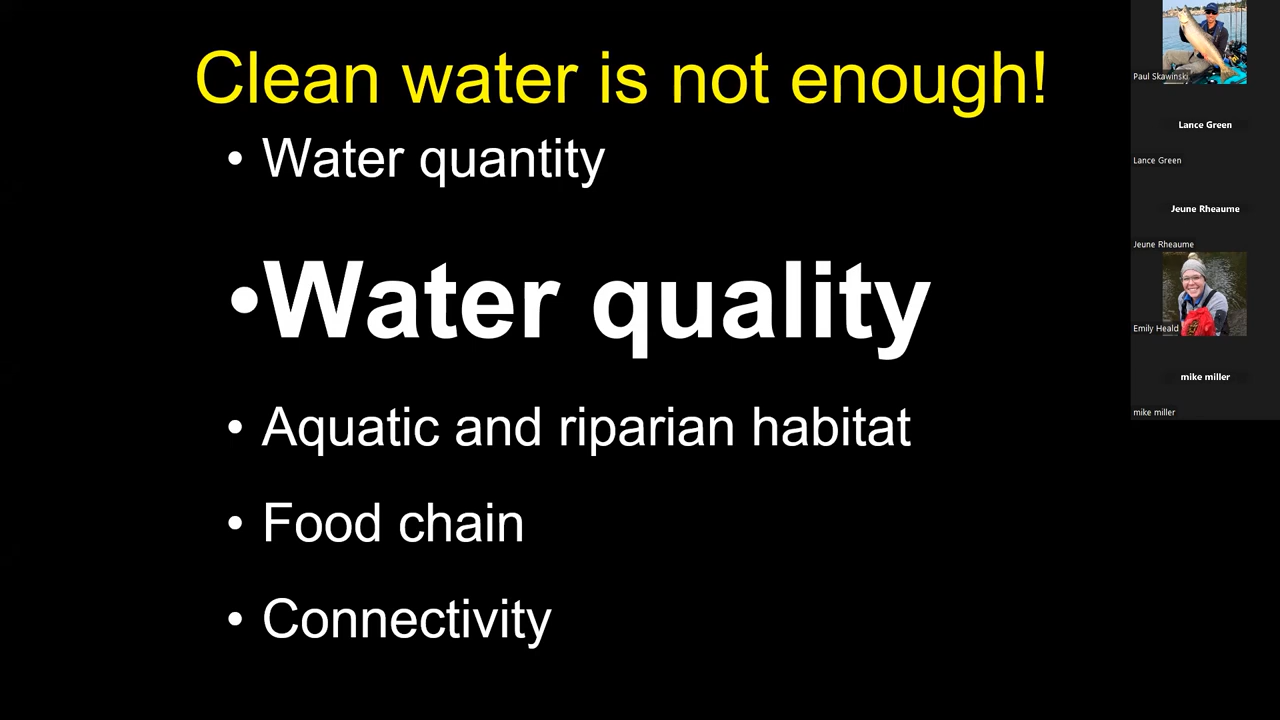 Clean water is not enough!
• Water quantity
•Water quality
• Aquatic and riparian habitat
• Food chain
• Connectivity
Paul Skawinski
Lance Green
Lance Green
Jeune Rheaume
Jeune Rheaume
Emily Heald
mike miller
mike miller